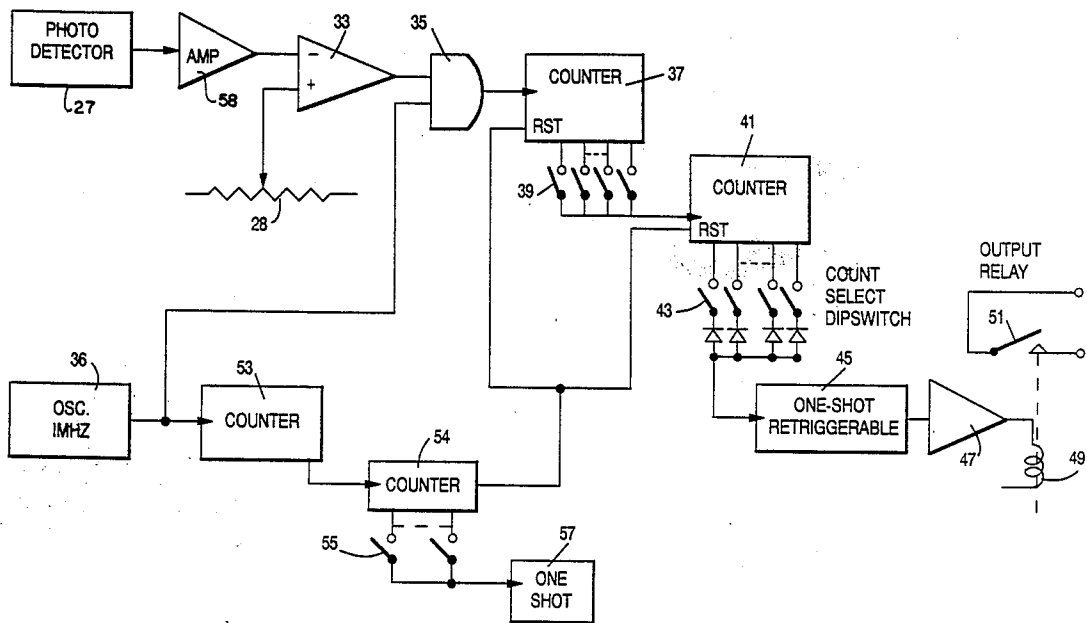 PHOTO
DETECTOR
27
AMP
58
−
+
33
28
35
COUNTER
37
RST
39
41
COUNTER
RST
43
COUNT
SELECT
DIPSWITCH
OUTPUT
RELAY
51
36
OSC.
IMHZ
53
COUNTER
54
COUNTER
55
57
ONE
SHOT
45
ONE-SHOT
RETRIGGERABLE
47
49